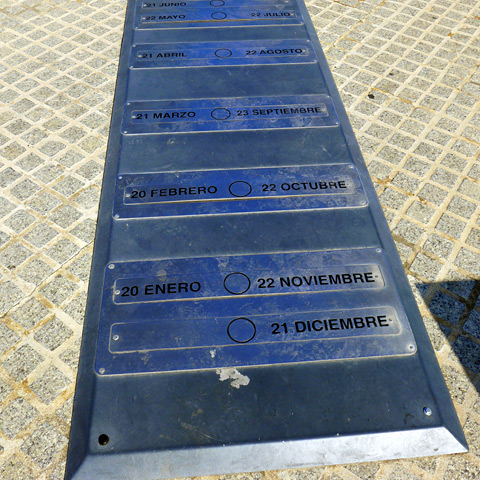 21 JUNIO
22 MAYO 22 JULIO
21 ABRIL 22 AGOSTO
21 MARZO 23 SEPTIEMBRE
20 FEBRERO 22 OCTUBRE
20 ENERO 22 NOVIEMBRE
21 DICIEMBRE